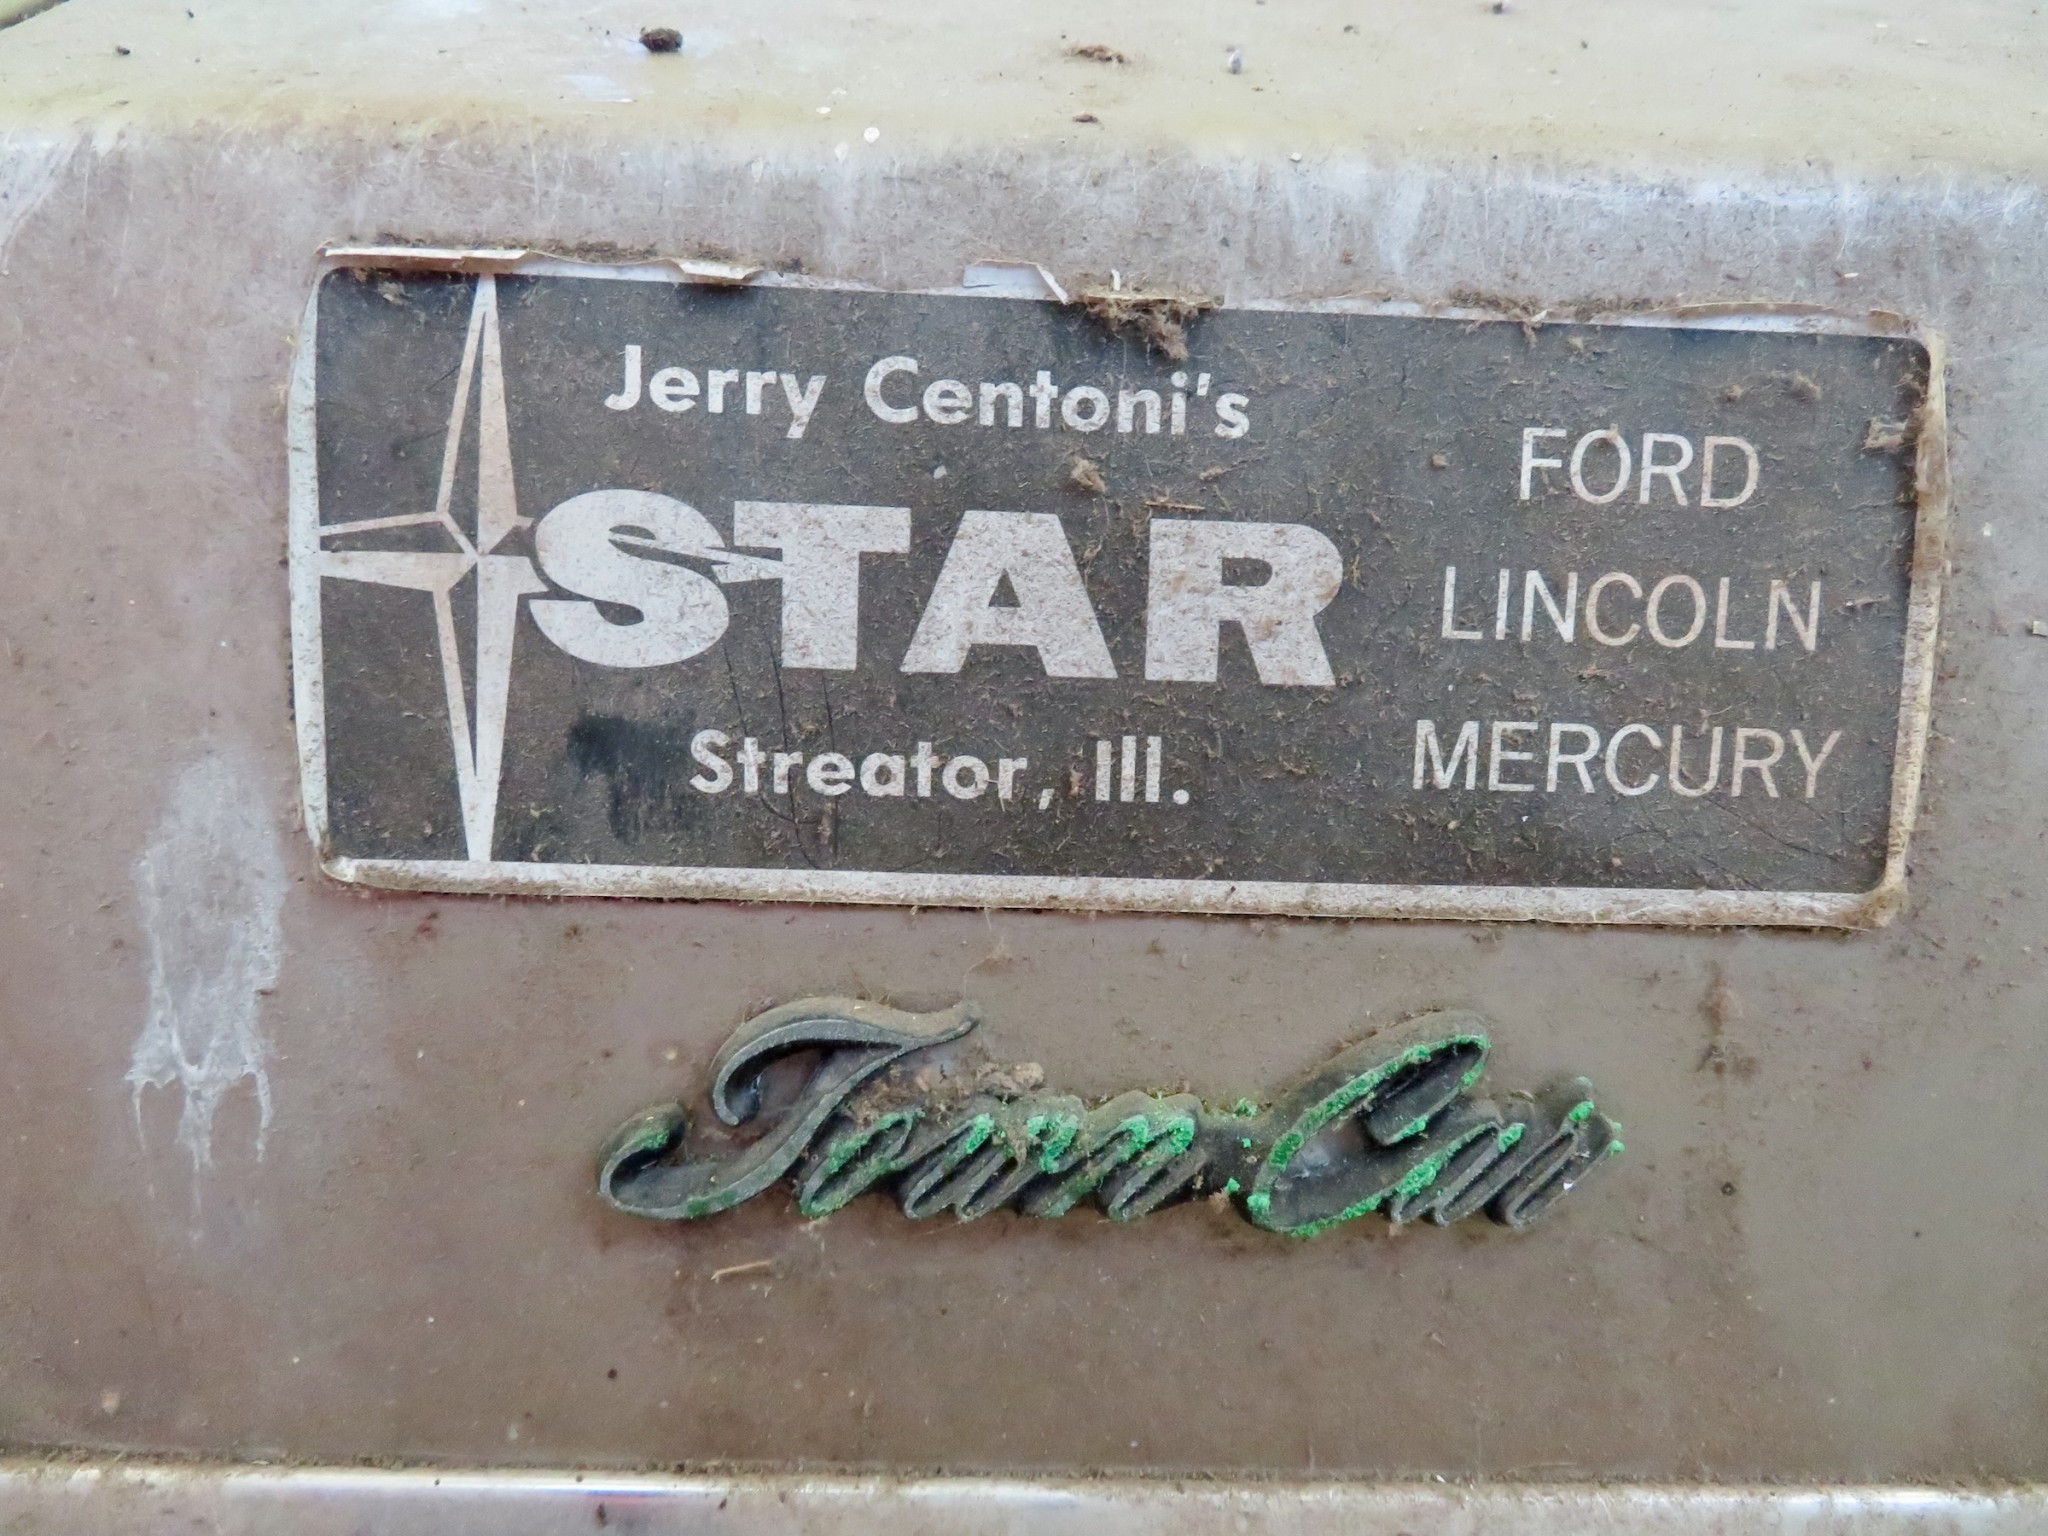 Jerry Centoni's
STAR
Streator, Ill.
FORD
LINCOLN
MERCURY
Town Car